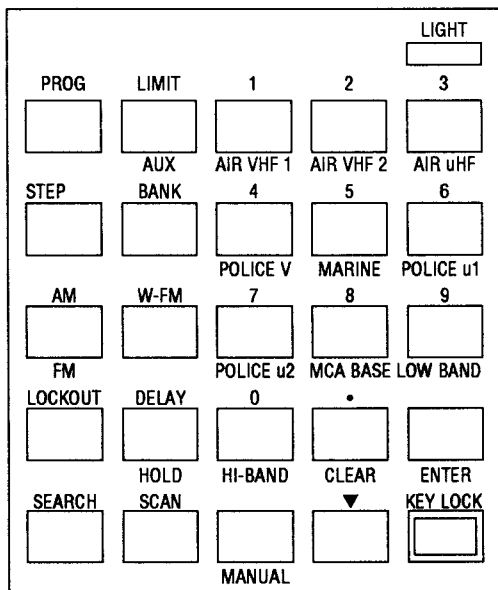 LIGHT
PROG LIMIT 1 2 3
AUX AIR VHF 1 AIR VHF 2 AIR uHF
STEP BANK 4 5 6
POLICE V MARINE POLICE u1
AM W-FM 7 8 9
FM POLICE u2 MCA BASE LOW BAND
LOCKOUT DELAY 0 •
HOLD HI-BAND CLEAR ENTER
SEARCH SCAN ▼ KEY LOCK
MANUAL